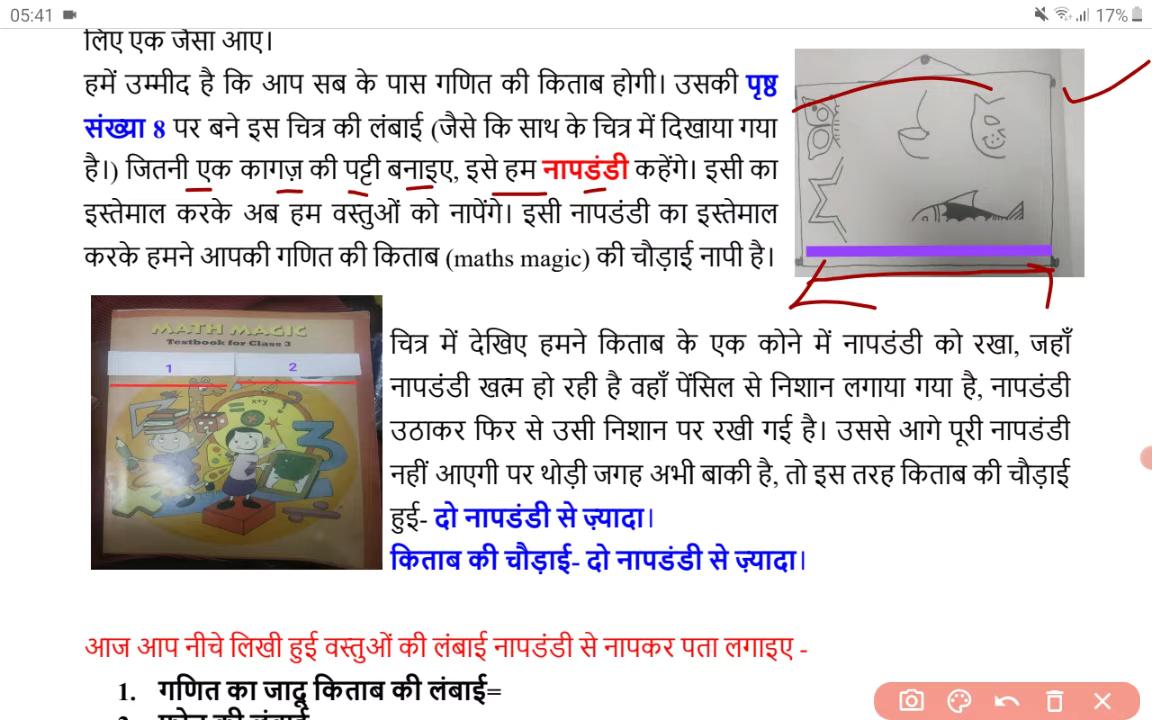 05:41
17%
लिए एक जैसा आए।
हमें उम्मीद है कि आप सब के पास गणित की किताब होगी। उसकी पृष्ठ
संख्या 8 पर बने इस चित्र की लंबाई (जैसे कि साथ के चित्र में दिखाया गया
है।) जितनी एक कागज़ की पट्टी बनाइए, इसे हम नापडंडी कहेंगे। इसी का
इस्तेमाल करके अब हम वस्तुओं को नापेंगे। इसी नापडंडी का इस्तेमाल
करके हमने आपकी गणित की किताब (maths magic) की चौड़ाई नापी है।
MATH MAGIC
Textbook for Class 3
1 2
x+y
चित्र में देखिए हमने किताब के एक कोने में नापडंडी को रखा, जहाँ
नापडंडी खत्म हो रही है वहाँ पेंसिल से निशान लगाया गया है, नापडंडी
उठाकर फिर से उसी निशान पर रखी गई है। उससे आगे पूरी नापडंडी
नहीं आएगी पर थोड़ी जगह अभी बाकी है, तो इस तरह किताब की चौड़ाई
हुई- दो नापडंडी से ज़्यादा।
किताब की चौड़ाई- दो नापडंडी से ज़्यादा।
आज आप नीचे लिखी हुई वस्तुओं की लंबाई नापडंडी से नापकर पता लगाइए -
1. गणित का जादू किताब की लंबाई=